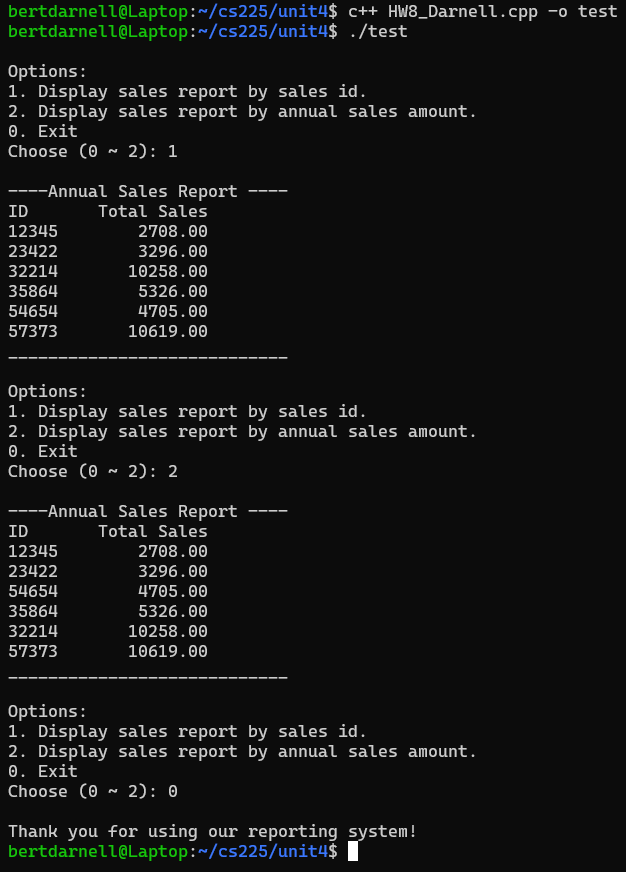 bertdarnell@Laptop:~/cs225/unit4$ c++ HW8_Darnell.cpp -o test
bertdarnell@Laptop:~/cs225/unit4$ ./test

Options:
1. Display sales report by sales id.
2. Display sales report by annual sales amount.
0. Exit
Choose (0 ~ 2): 1

----Annual Sales Report ----
ID       Total Sales
12345        2708.00
23422        3296.00
32214       10258.00
35864        5326.00
54654        4705.00
57373       10619.00
____________________________

Options:
1. Display sales report by sales id.
2. Display sales report by annual sales amount.
0. Exit
Choose (0 ~ 2): 2

----Annual Sales Report ----
ID       Total Sales
12345        2708.00
23422        3296.00
54654        4705.00
35864        5326.00
32214       10258.00
57373       10619.00
____________________________

Options:
1. Display sales report by sales id.
2. Display sales report by annual sales amount.
0. Exit
Choose (0 ~ 2): 0

Thank you for using our reporting system!
bertdarnell@Laptop:~/cs225/unit4$